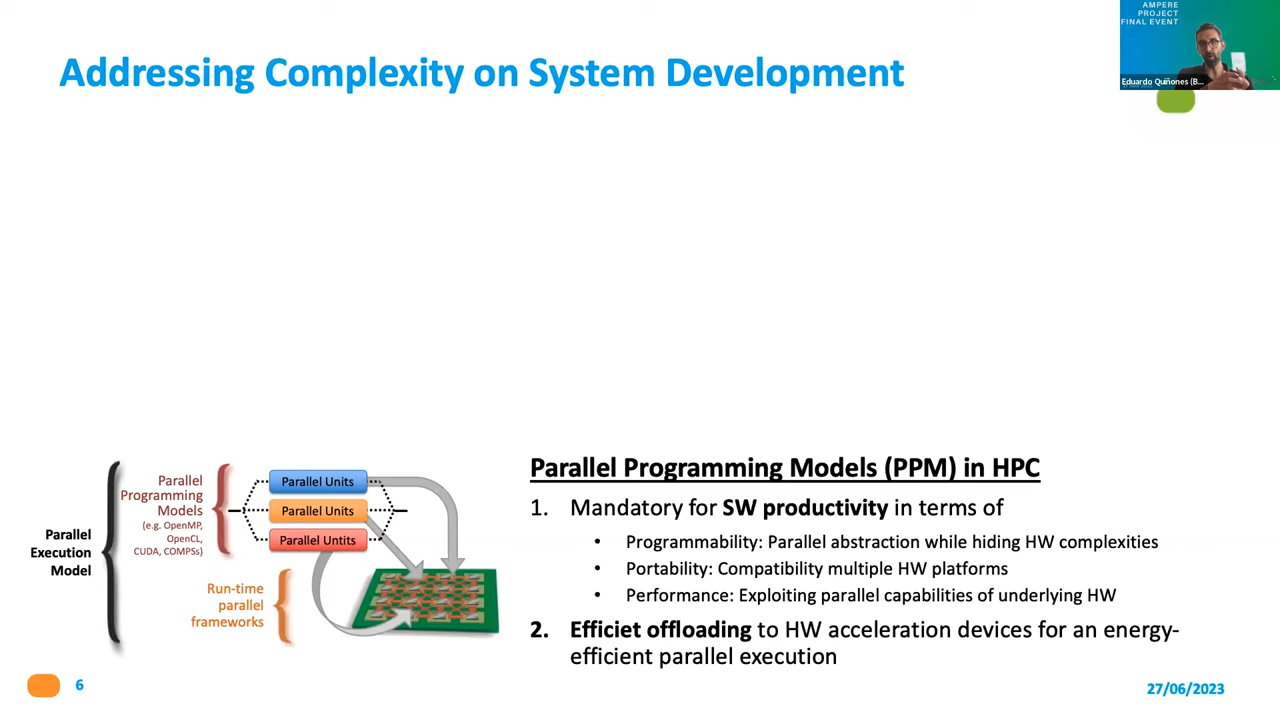 AMPERE
PROJECT
FINAL EVENT
Eduardo Quiñones (B...
Addressing Complexity on System Development
Parallel
Execution
Model
Parallel
Programming
Models
(e.g. OpenMP,
OpenCL,
CUDA, COMPSs)
Run-time
parallel
frameworks
Parallel Units
Parallel Units
Parallel Untits
Parallel Programming Models (PPM) in HPC
1. Mandatory for SW productivity in terms of
• Programmability: Parallel abstraction while hiding HW complexities
• Portability: Compatibility multiple HW platforms
• Performance: Exploiting parallel capabilities of underlying HW
2. Efficiet offloading to HW acceleration devices for an energy-
efficient parallel execution
6
27/06/2023